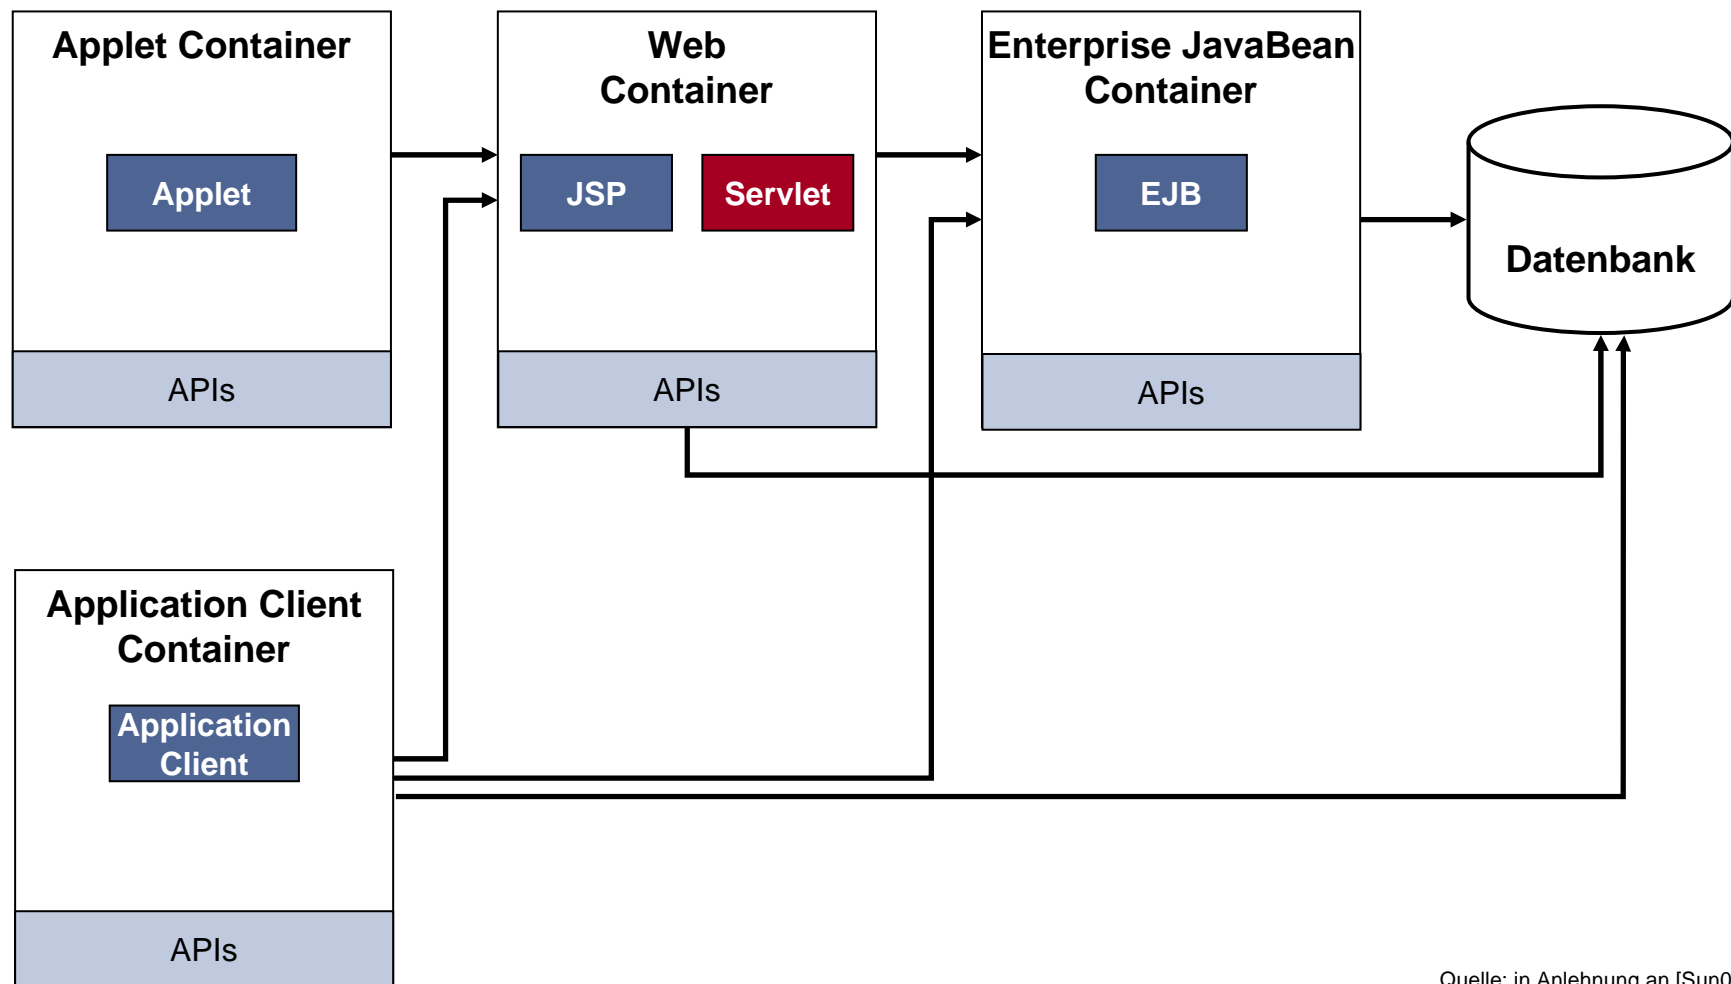 Applet Container
Applet
APIs
Web
Container
JSP
Servlet
APIs
Enterprise JavaBean
Container
EJB
APIs
Datenbank
Application Client
Container
Application
Client
APIs
Quelle: in Anlehnung an [Sun0